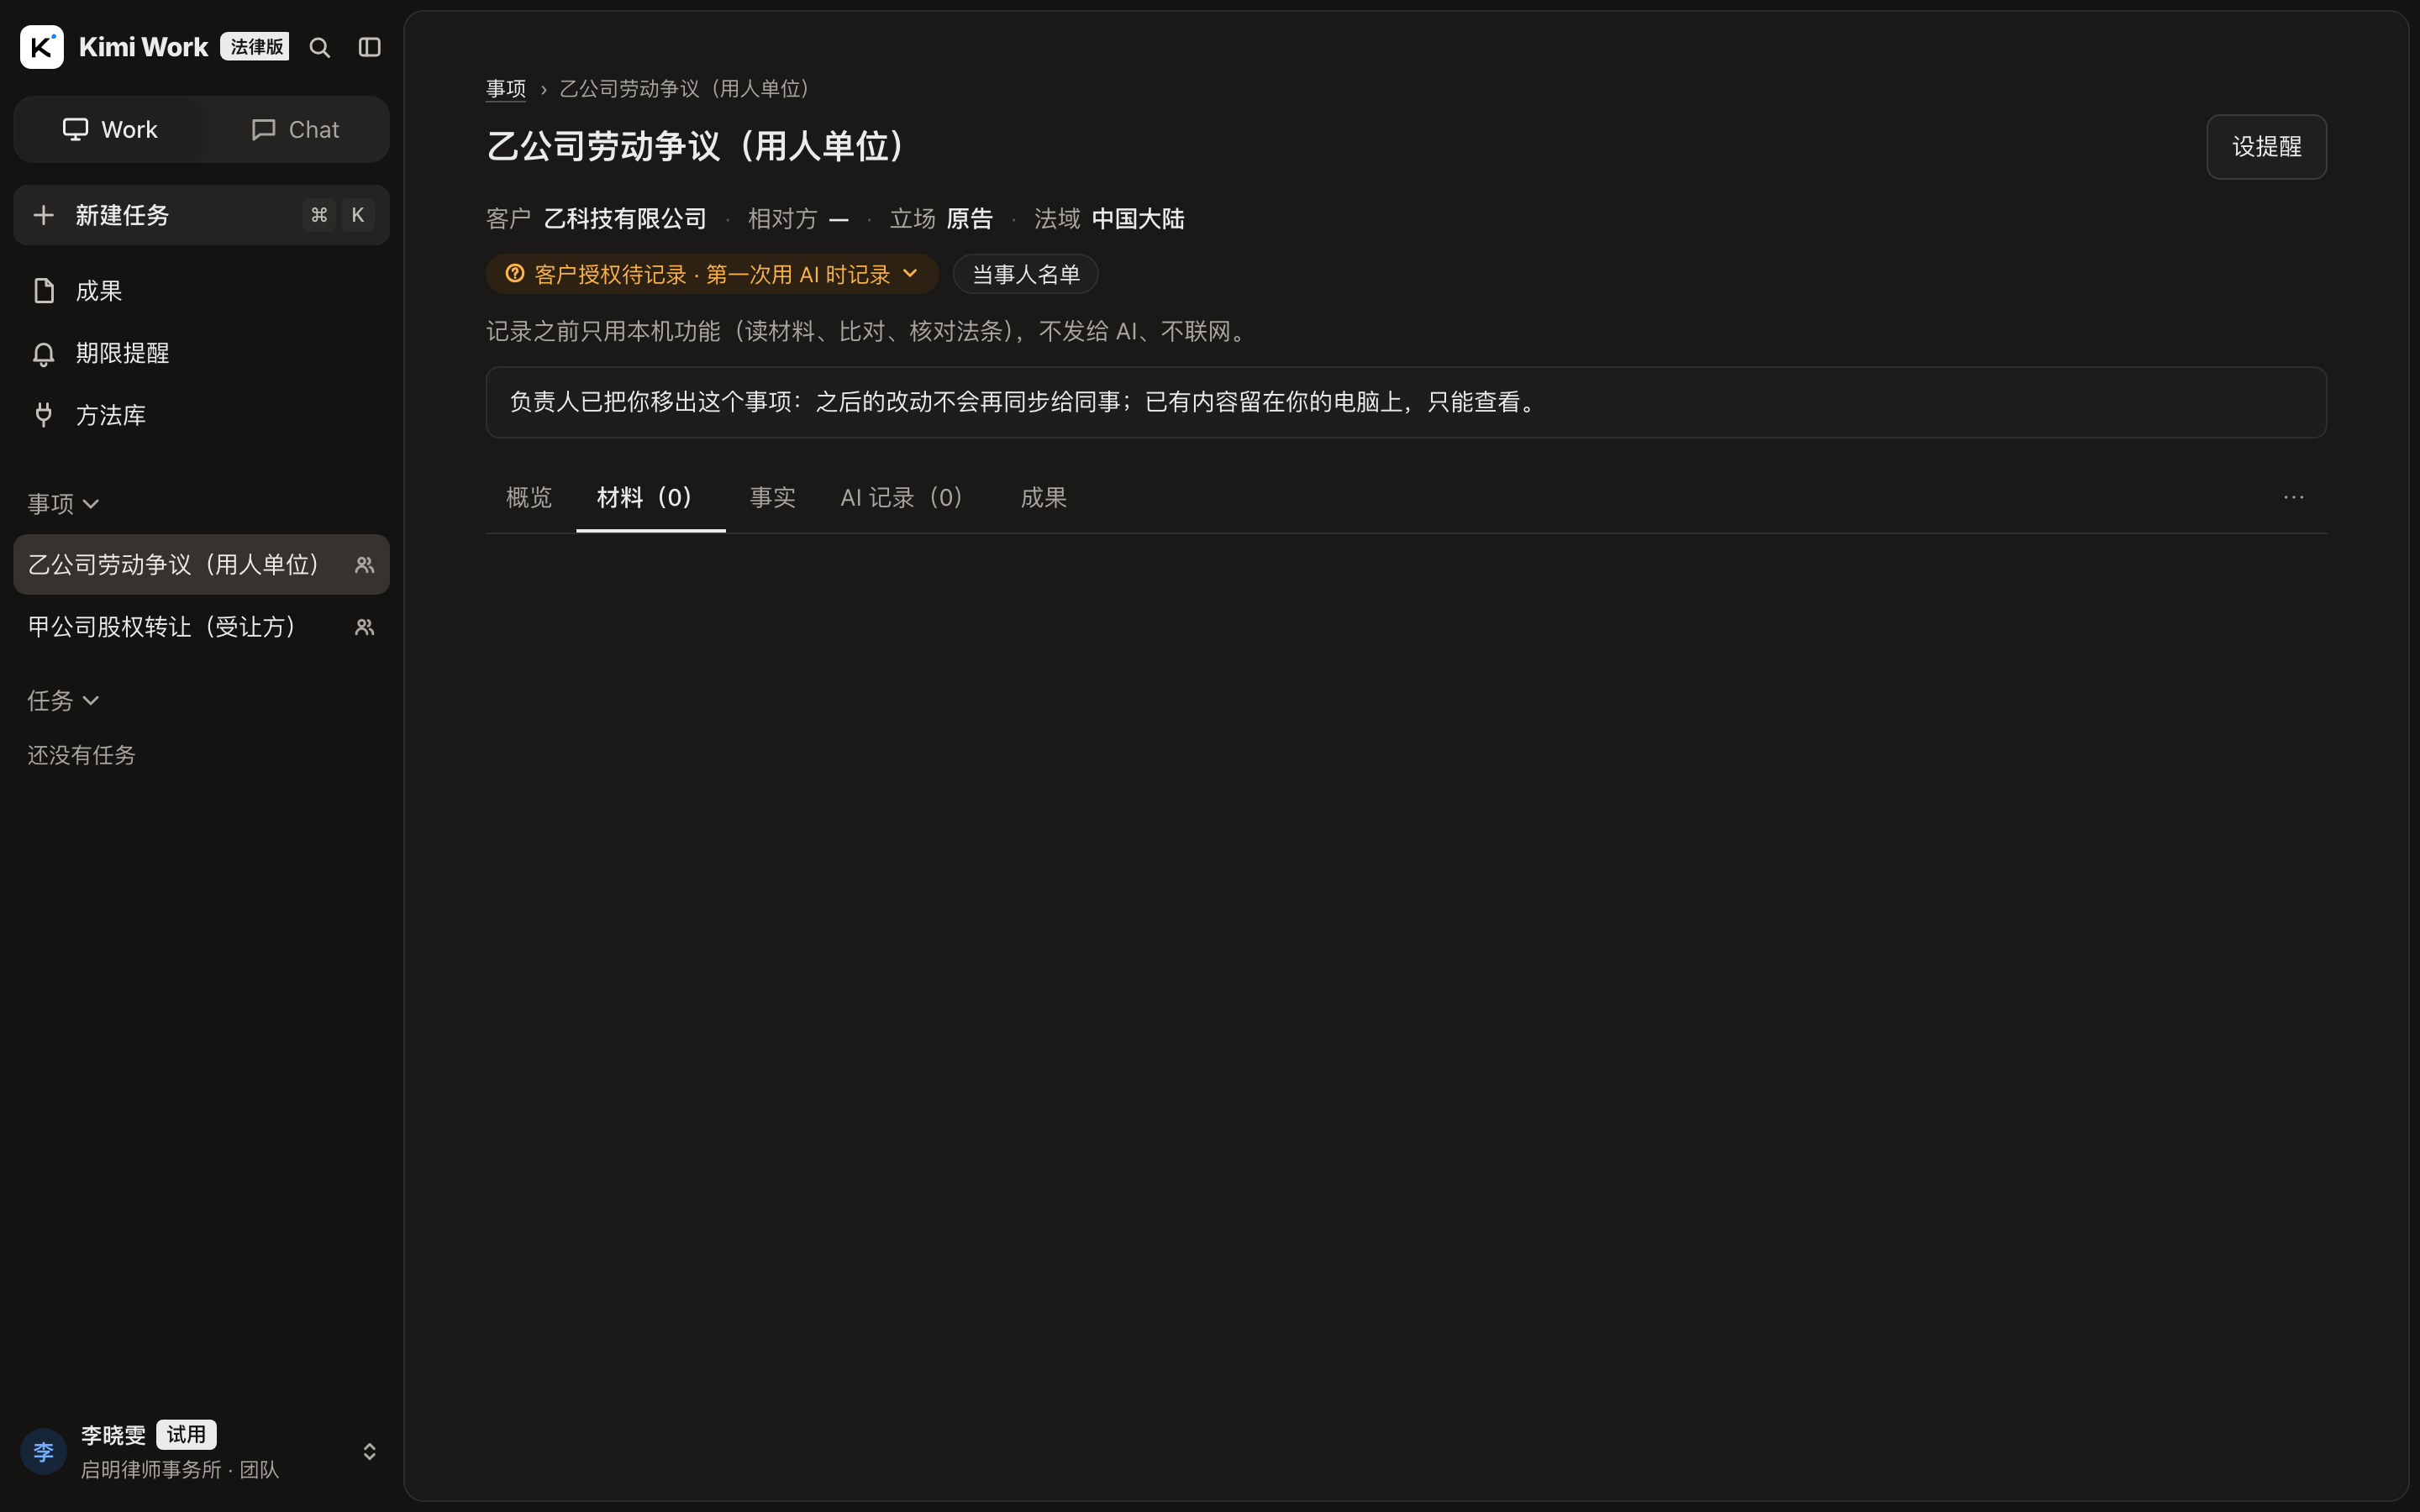 Kimi Work 法律版
Work
Chat
新建任务 ⌘ K
成果
期限提醒
方法库
事项
乙公司劳动争议（用人单位）
甲公司股权转让（受让方）
任务
还没有任务
李晓雯 试用
启明律师事务所 · 团队
事项 › 乙公司劳动争议（用人单位）
乙公司劳动争议（用人单位）
设提醒
客户 乙科技有限公司 · 相对方 — · 立场 原告 · 法域 中国大陆
客户授权待记录 · 第一次用 AI 时记录
当事人名单
记录之前只用本机功能（读材料、比对、核对法条），不发给 AI、不联网。
负责人已把你移出这个事项：之后的改动不会再同步给同事；已有内容留在你的电脑上，只能查看。
概览 材料（0） 事实 AI 记录（0） 成果 ···